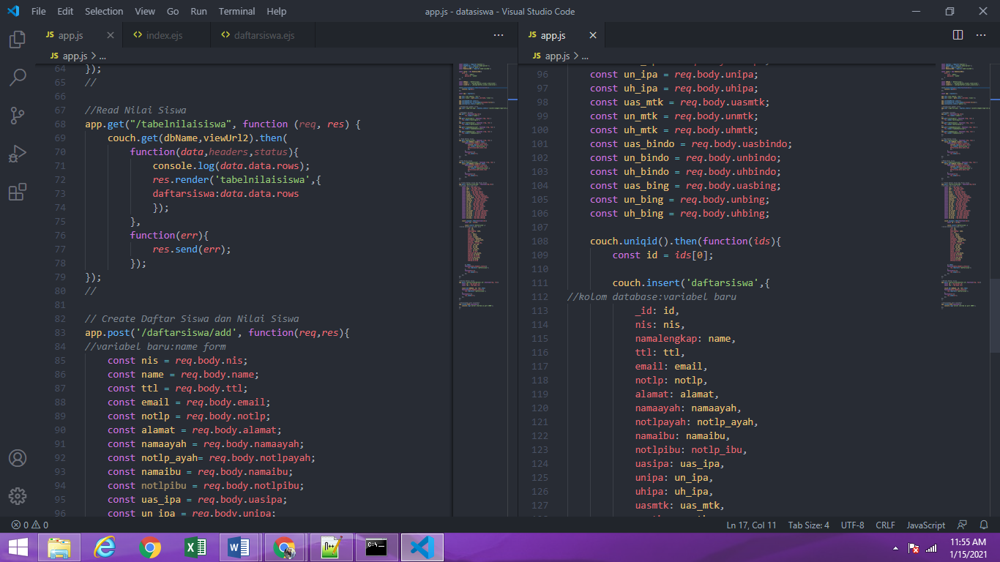 File Edit Selection View Go Run Terminal Help
app.js - datasiswa - Visual Studio Code
JS app.js
index.ejs
daftarsiswa.ejs
JS app.js > ...
64 });
65 //
66
67 //Read Nilai Siswa
68 app.get("/tabelnilaisiswa", function (req, res) {
69 couch.get(dbName,viewUrl2).then(
70 function(data,headers,status){
71 console.log(data.data.rows);
72 res.render('tabelnilaisiswa',{
73 daftarsiswa:data.data.rows
74 });
75 },
76 function(err){
77 res.send(err);
78 });
79 });
80 //
81
82 // Create Daftar Siswa dan Nilai Siswa
83 app.post('/daftarsiswa/add', function(req,res){
84 //variabel baru:name form
85 const nis = req.body.nis;
86 const name = req.body.name;
87 const ttl = req.body.ttl;
88 const email = req.body.email;
89 const notlp = req.body.notlp;
90 const alamat = req.body.alamat;
91 const namaayah = req.body.namaayah;
92 const notlp_ayah= req.body.notlpayah;
93 const namaibu = req.body.namaibu;
94 const notlpibu = req.body.notlpibu;
95 const uas_ipa = req.body.uasipa;
96 const un_ipa = req.body.unipa;
JS app.js
JS app.js > ...
96 const un_ipa = req.body.unipa;
97 const uh_ipa = req.body.uhipa;
98 const uas_mtk = req.body.uasmtk;
99 const un_mtk = req.body.unmtk;
100 const uh_mtk = req.body.uhmtk;
101 const uas_bindo = req.body.uasbindo;
102 const un_bindo = req.body.unbindo;
103 const uh_bindo = req.body.uhbindo;
104 const uas_bing = req.body.uasbing;
105 const un_bing = req.body.unbing;
106 const uh_bing = req.body.uhbing;
107
108 couch.uniqid().then(function(ids){
109 const id = ids[0];
110
111 couch.insert('daftarsiswa',{
112 //kolom database:variabel baru
113 _id: id,
114 nis: nis,
115 namalengkap: name,
116 ttl: ttl,
117 email: email,
118 notlp: notlp,
119 alamat: alamat,
120 namaayah: namaayah,
121 notlpayah: notlp_ayah,
122 namaibu: namaibu,
123 notlpibu: notlp_ibu,
124 uasipa: uas_ipa,
125 unipa: un_ipa,
126 uhipa: uh_ipa,
127 uasmtk: uas_mtk,
0 0
Ln 17, Col 11 Tab Size: 4 UTF-8 CRLF JavaScript
11:55 AM
1/15/2021